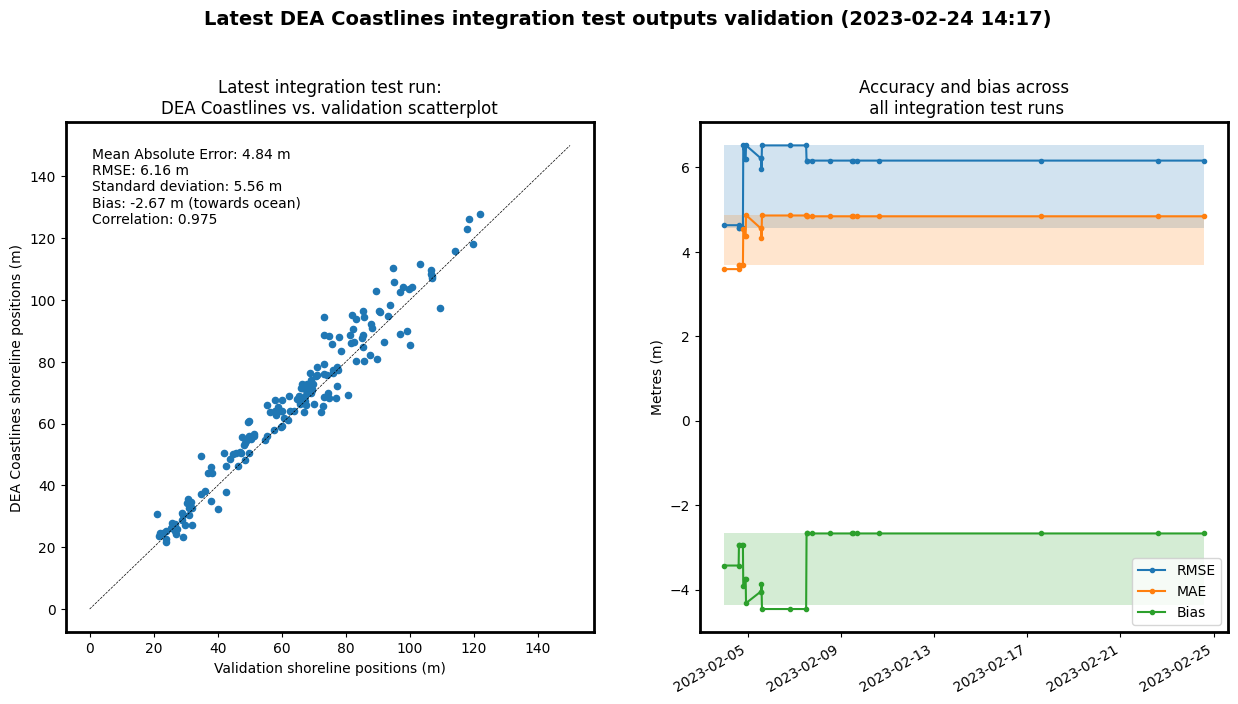 Latest DEA Coastlines integration test outputs validation (2023-02-24 14:17)
Latest integration test run:
DEA Coastlines vs. validation scatterplot
Mean Absolute Error: 4.84 m
RMSE: 6.16 m
Standard deviation: 5.56 m
Bias: -2.67 m (towards ocean)
Correlation: 0.975
DEA Coastlines shoreline positions (m)
140
120
100
80
60
40
20
0
0
20
40
60
80
100
120
140
Validation shoreline positions (m)
Accuracy and bias across
all integration test runs
Metres (m)
6
4
2
0
−2
−4
RMSE
MAE
Bias
2023-02-05
2023-02-09
2023-02-13
2023-02-17
2023-02-21
2023-02-25